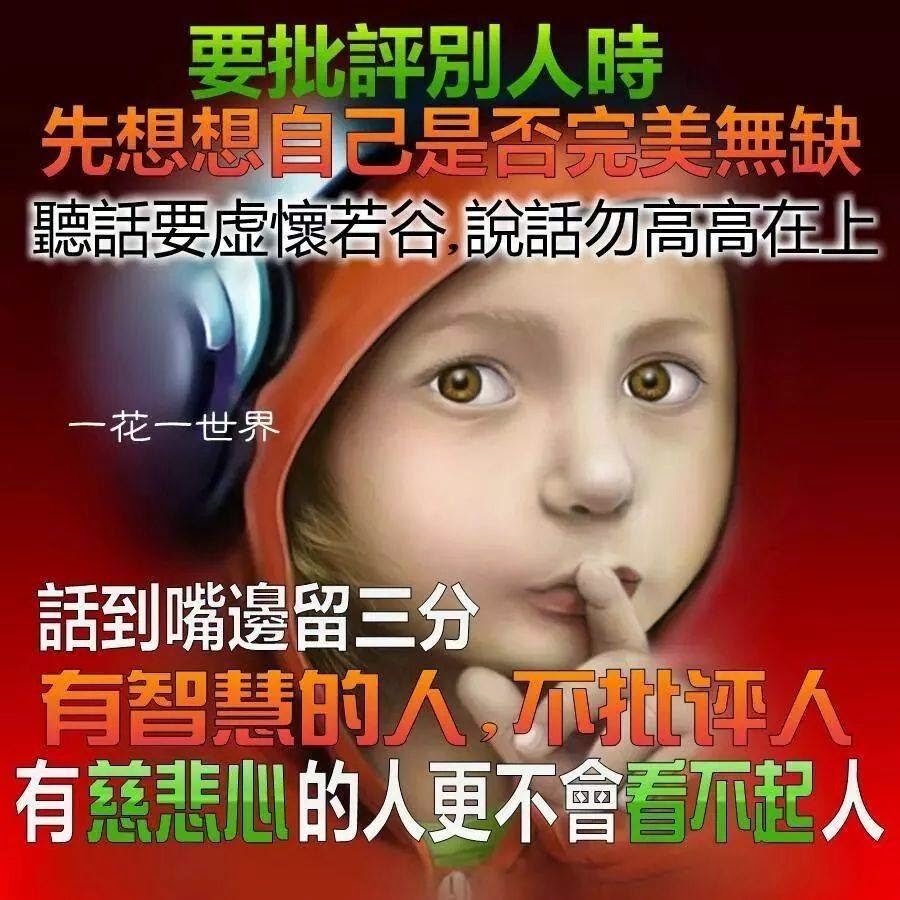 要批評別人時
先想想自己是否完美無缺
聽話要虛懷若谷,說話勿高高在上
一花一世界
話到嘴邊留三分
有智慧的人,不批评人
有慈悲心的人更不會看不起人